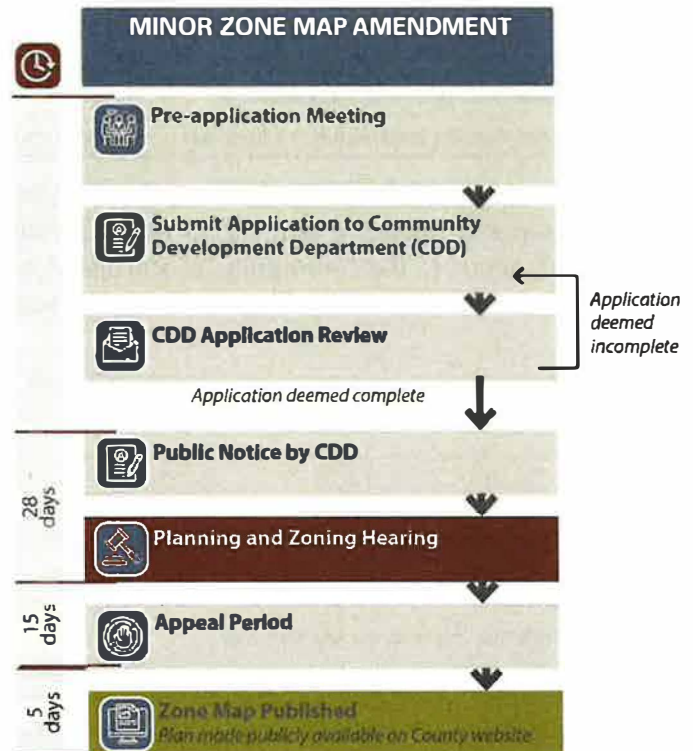 MINOR ZONE MAP AMENDMENT
Pre-application Meeting
Submit Application to Community
Development Department (CDD)
Application
deemed
incomplete
CDD Application Review
Application deemed complete
Public Notice by CDD
28
days
Planning and Zoning Hearing
15
days
Appeal Period
5
days
Zone Map Published
Plan made publicly available on County website